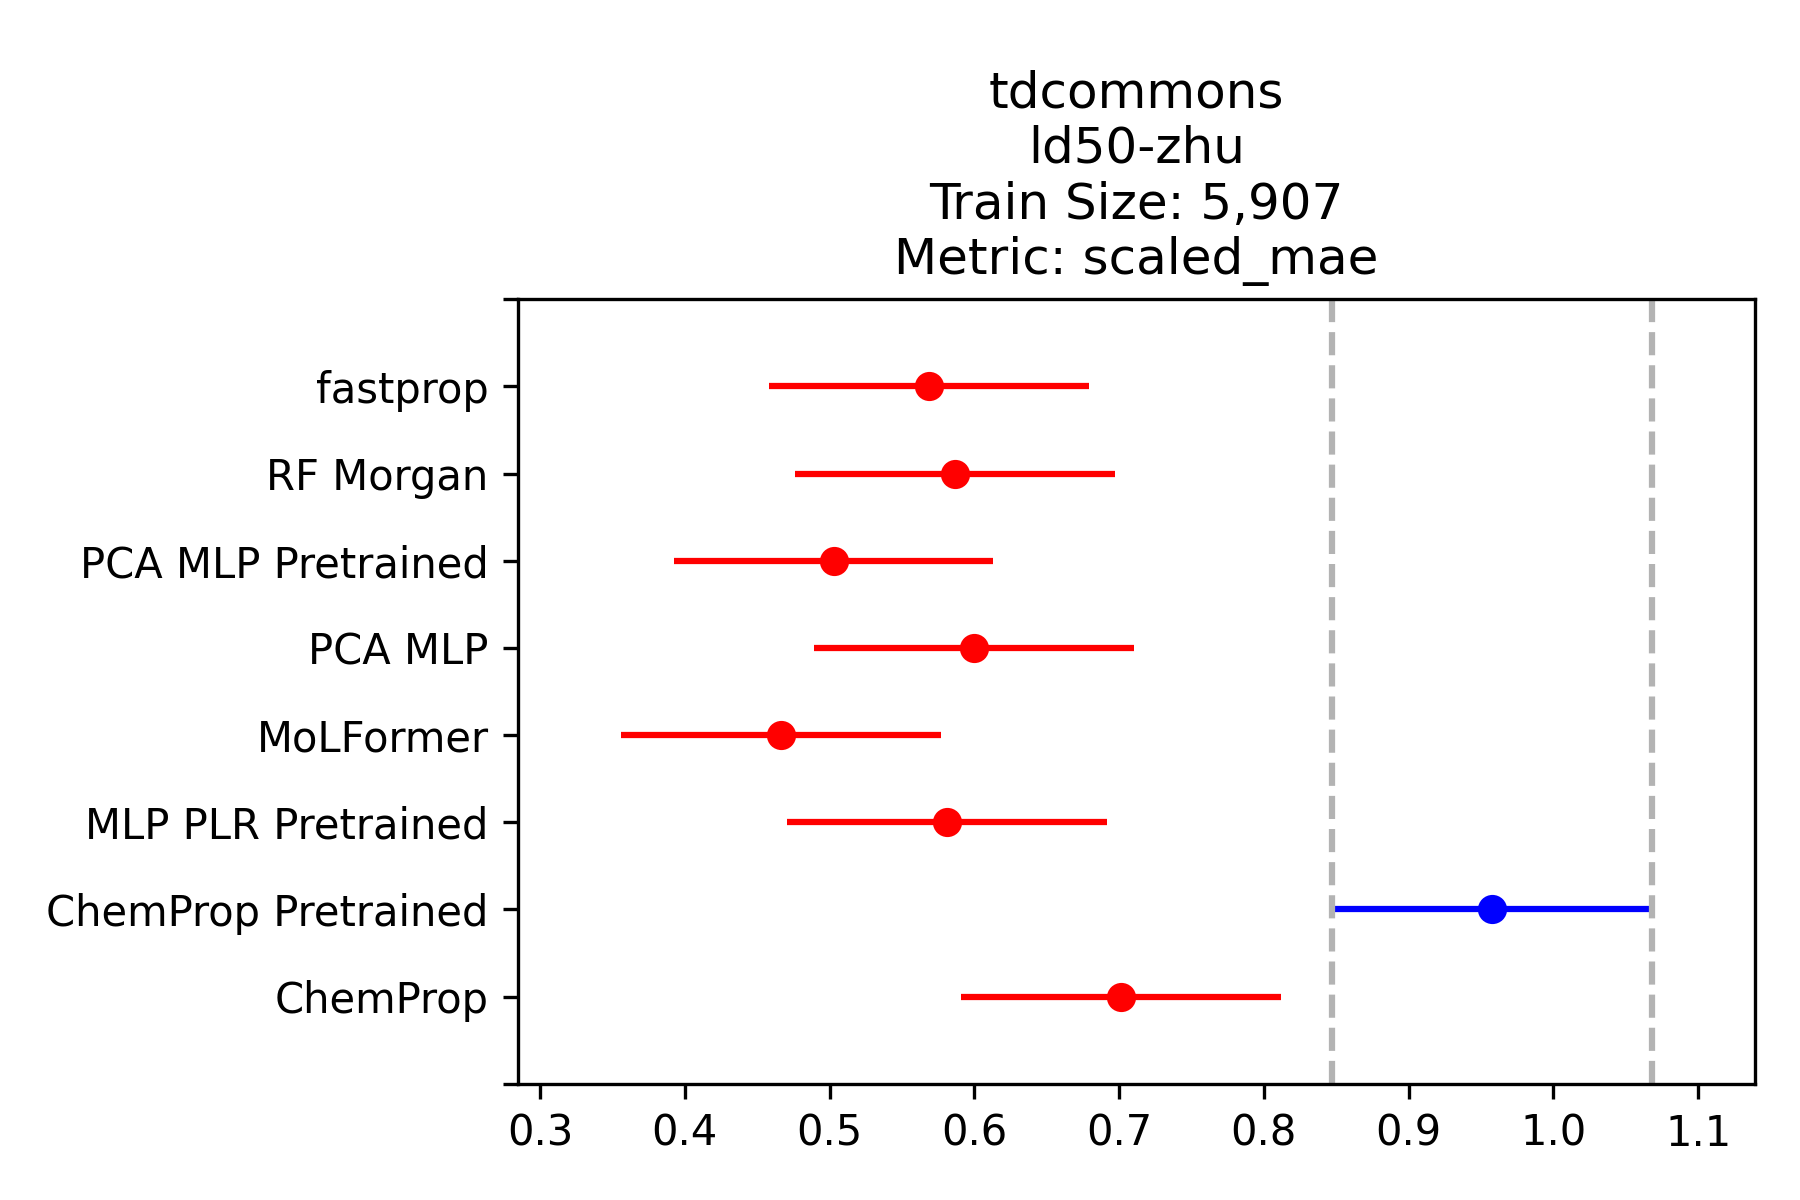 tdcommons
ld50-zhu
Train Size: 5,907
Metric: scaled_mae
fastprop
RF Morgan
PCA MLP Pretrained
PCA MLP
MoLFormer
MLP PLR Pretrained
ChemProp Pretrained
ChemProp
0.3 0.4 0.5 0.6 0.7 0.8 0.9 1.0 1.1